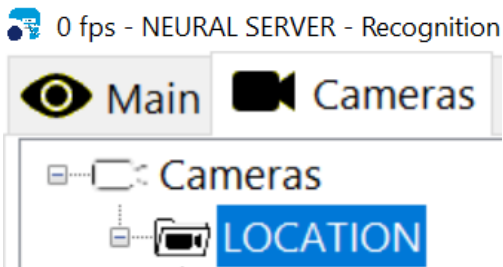 0 fps - NEURAL SERVER - Recognition
Main Cameras
Cameras
LOCATION